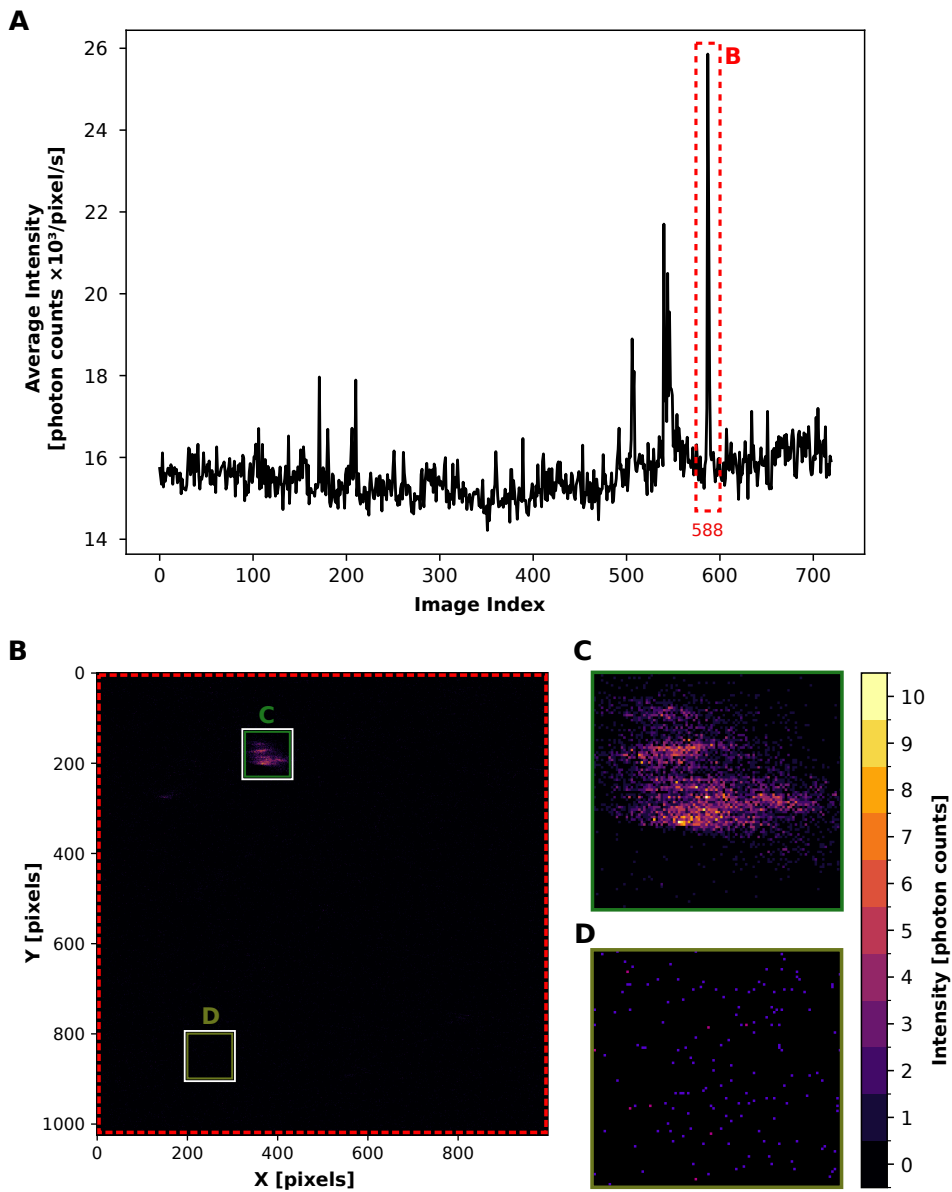 A
26
24
22
20
18
16
14
Average Intensity
[photon counts ×10³/pixel/s]
B
588
0 100 200 300 400 500 600 700
Image Index
B
0
200
400
600
800
1000
Y [pixels]
C
D
0 200 400 600 800
X [pixels]
C
D
10
9
8
7
6
5
4
3
2
1
0
Intensity [photon counts]